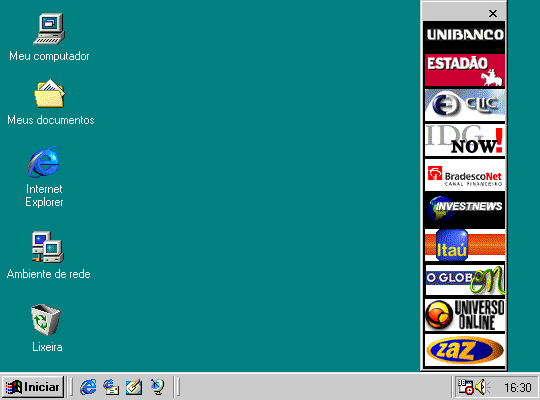 Meu computador
Meus documentos
Internet
Explorer
Ambiente de rede
Lixeira
UNIBANCO
ESTADÃO
CLIC
IDG
NOW!
BradescoNet
CANAL FINANCEIRO
INVESTNEWS
Itaú
O GLOBO
UNIVERSO
ONLINE
zaz
Iniciar
16:30